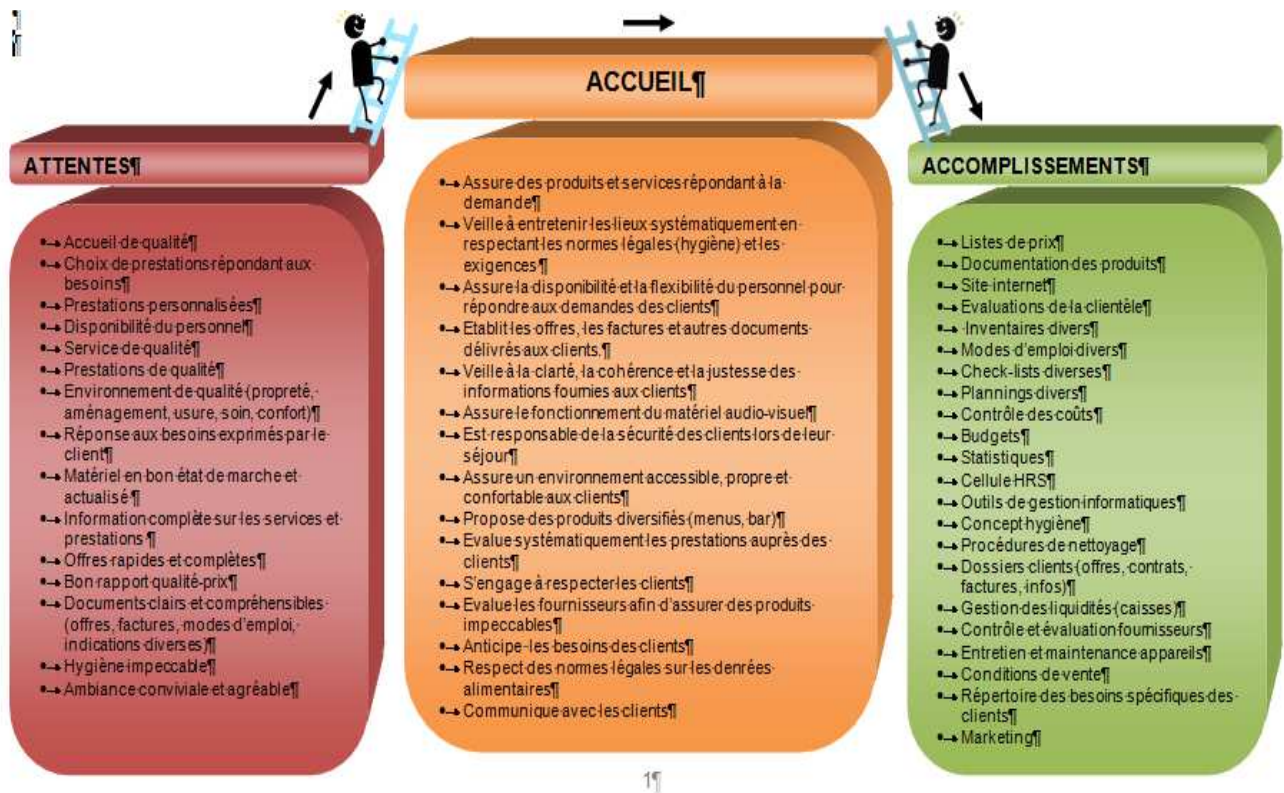 ACCUEIL¶
ATTENTES¶
• Accueil de qualité¶
• Choix de prestations répondant aux
besoins¶
• Prestations personnalisées¶
• Disponibilité du personnel¶
• Service de qualité¶
• Prestations de qualité¶
• Environnement de qualité (propreté,
aménagement, usure, soin, confort)¶
• Réponse aux besoins exprimés par le
client¶
• Matériel en bon état de marche et
actualisé¶
• Information complète sur les services et
prestations ¶
• Offres rapides et complètes¶
• Bon rapport qualité-prix¶
• Documents clairs et compréhensibles
(offres, factures, modes d'emploi,
indications diverses)¶
• Hygiène impeccable¶
• Ambiance conviviale et agréable¶
• Assure des produits et services répondant à la
demande¶
• Veille à entretenir les lieux systématiquement en
respectant les normes légales (hygiène) et les
exigences ¶
• Assure la disponibilité et la flexibilité du personnel pour
répondre aux demandes des clients¶
• Etablit les offres, les factures et autres documents
délivrés aux clients.¶
• Veille à la clarté, la cohérence et la justesse des
informations fournies aux clients¶
• Assure le fonctionnement du matériel audio-visuel¶
• Est responsable de la sécurité des clients lors de leur
séjour¶
• Assure un environnement accessible, propre et
confortable aux clients¶
• Propose des produits diversifiés (menus, bar)¶
• Evalue systématiquement les prestations auprès des
clients¶
• S'engage à respecter les clients¶
• Evalue les fournisseurs afin d'assurer des produits
impeccables¶
• Anticipe les besoins des clients¶
• Respect des normes légales sur les denrées
alimentaires¶
• Communique avec les clients¶
ACCOMPLISSEMENTS¶
• Listes de prix¶
• Documentation des produits¶
• Site internet¶
• Evaluations de la clientèle¶
• Inventaires divers¶
• Modes d'emploi divers¶
• Check-lists diverses¶
• Plannings divers¶
• Contrôle des coûts¶
• Budgets¶
• Statistiques¶
• Cellule HRS¶
• Outils de gestion informatiques¶
• Concept hygiène¶
• Procédures de nettoyage¶
• Dossiers clients (offres, contrats,
factures, infos)¶
• Gestion des liquidités (caisses)¶
• Contrôle et évaluation fournisseurs¶
• Entretien et maintenance appareils¶
• Conditions de vente¶
• Répertoire des besoins spécifiques des
clients¶
• Marketing¶
1¶